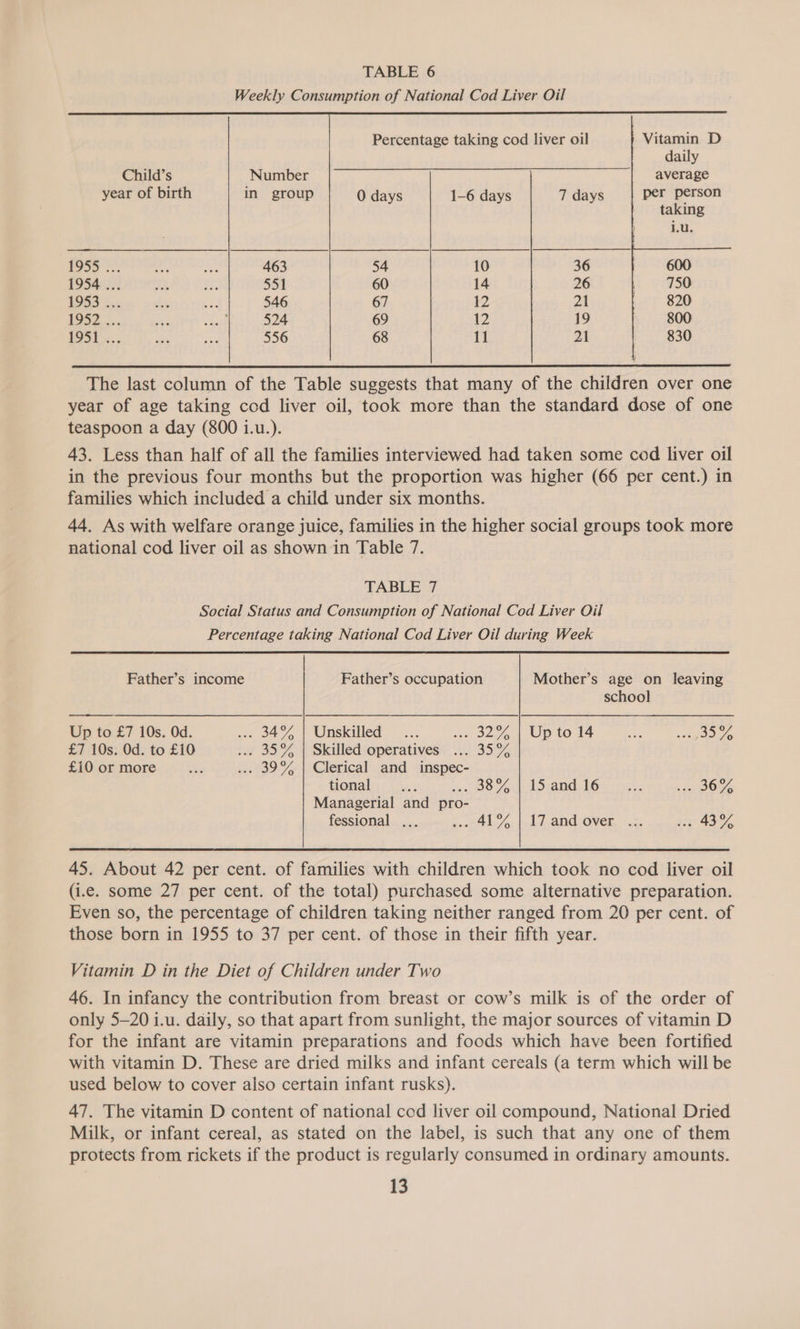 TABLE 6
Weekly Consumption of National Cod Liver Oil
Child's year of birth | Number in group | Percentage taking cod liver oil: 0 days | 1–6 days | 7 days | Vitamin D daily average per person taking i.u.
1955 ... ... ... 463 54 10 36 600
1954 ... ... ... 551 60 14 26 750
1953 ... ... ... 546 67 12 21 820
1952 ... ... ... 524 69 12 19 800
1951 ... ... ... 556 68 11 21 830
The last column of the Table suggests that many of the children over one
year of age taking cod liver oil, took more than the standard dose of one
teaspoon a day (800 i.u.).
43. Less than half of all the families interviewed had taken some cod liver oil
in the previous four months but the proportion was higher (66 per cent.) in
families which included a child under six months.
44. As with welfare orange juice, families in the higher social groups took more
national cod liver oil as shown in Table 7.
TABLE 7
Social Status and Consumption of National Cod Liver Oil
Percentage taking National Cod Liver Oil during Week
Father's income | Father's occupation | Mother's age on leaving school
Up to £7 10s. 0d. ... 34% | Unskilled ... ... 32% | Up to 14 ... ... 35%
£7 10s. 0d. to £10 ... 35% | Skilled operatives ... 35%
£10 or more ... ... 39% | Clerical and inspec-
tional ... ... 38% | 15 and 16 ... ... 36%
Managerial and pro-
fessional ... ... 41% | 17 and over ... ... 43%
45. About 42 per cent. of families with children which took no cod liver oil
(i.e. some 27 per cent. of the total) purchased some alternative preparation.
Even so, the percentage of children taking neither ranged from 20 per cent. of
those born in 1955 to 37 per cent. of those in their fifth year.
Vitamin D in the Diet of Children under Two
46. In infancy the contribution from breast or cow's milk is of the order of
only 5–20 i.u. daily, so that apart from sunlight, the major sources of vitamin D
for the infant are vitamin preparations and foods which have been fortified
with vitamin D. These are dried milks and infant cereals (a term which will be
used below to cover also certain infant rusks).
47. The vitamin D content of national cod liver oil compound, National Dried
Milk, or infant cereal, as stated on the label, is such that any one of them
protects from rickets if the product is regularly consumed in ordinary amounts.
13